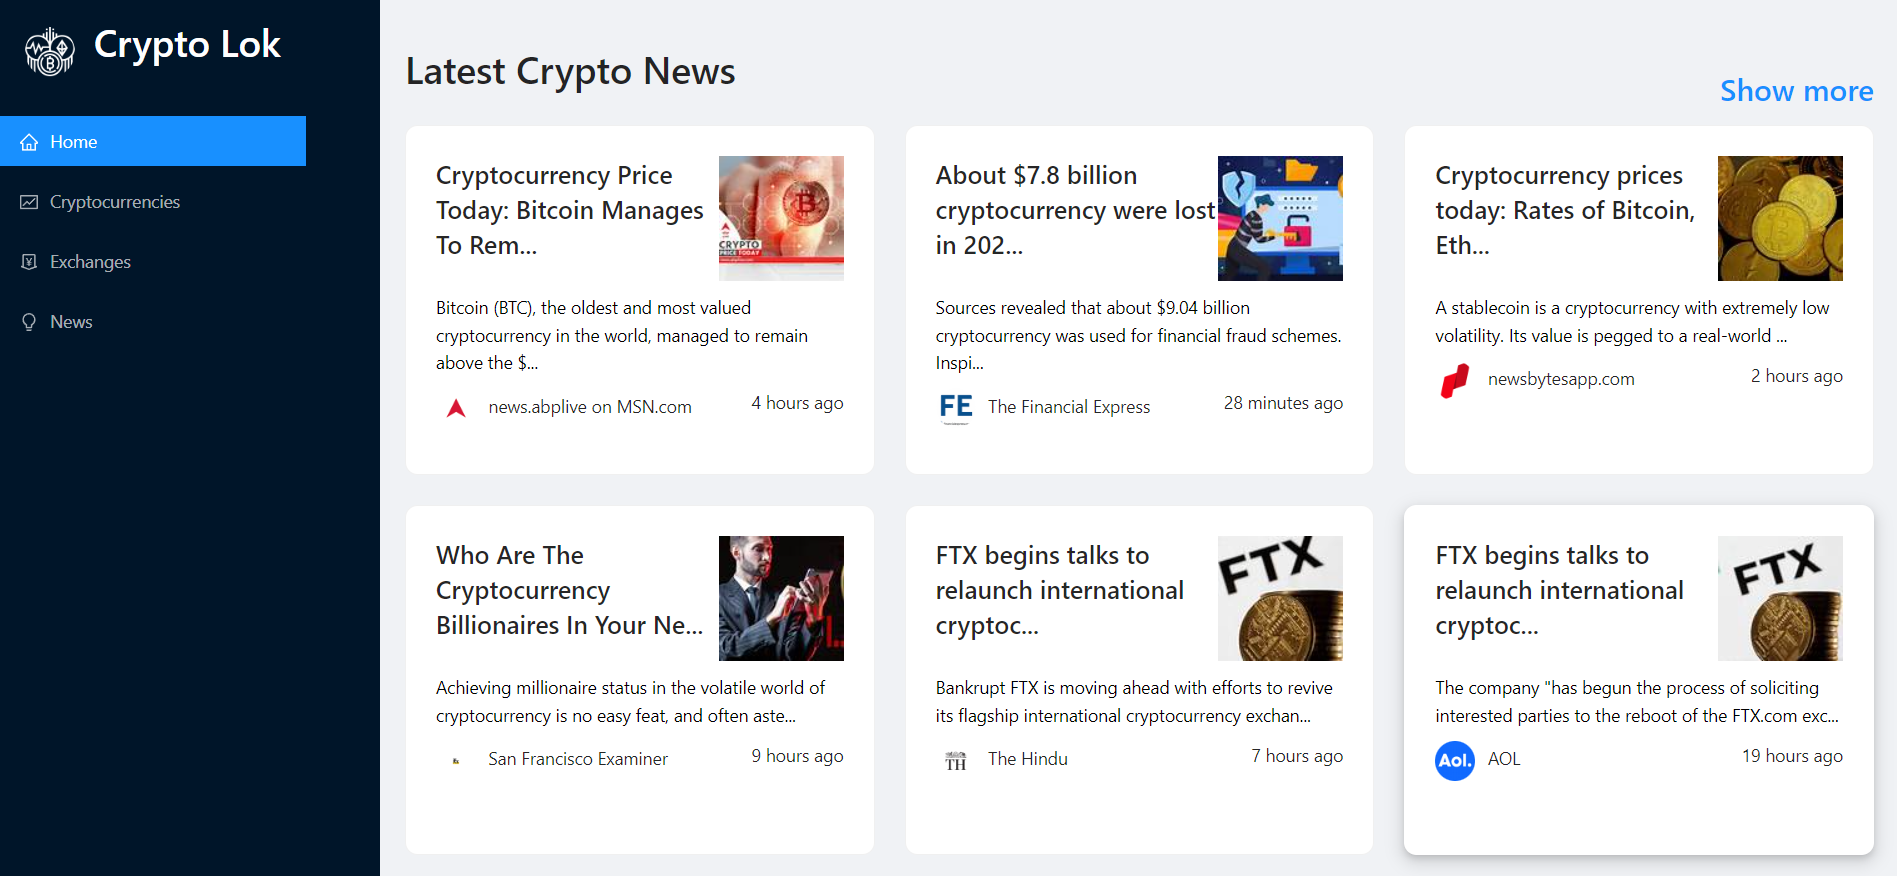 Crypto Lok
Home
Cryptocurrencies
Exchanges
News
Latest Crypto News
Show more
Cryptocurrency Price
Today: Bitcoin Manages
To Rem...
CRYPTO
PRICE TODAY
Bitcoin (BTC), the oldest and most valued
cryptocurrency in the world, managed to remain
above the $...
news.abplive on MSN.com
4 hours ago
About $7.8 billion
cryptocurrency were lost
in 202...
Sources revealed that about $9.04 billion
cryptocurrency was used for financial fraud schemes.
Inspi...
FE
The Financial Express
28 minutes ago
Cryptocurrency prices
today: Rates of Bitcoin,
Eth...
A stablecoin is a cryptocurrency with extremely low
volatility. Its value is pegged to a real-world ...
newsbytesapp.com
2 hours ago
Who Are The
Cryptocurrency
Billionaires In Your Ne...
Achieving millionaire status in the volatile world of
cryptocurrency is no easy feat, and often aste...
San Francisco Examiner
9 hours ago
FTX begins talks to
relaunch international
cryptoc...
FTX
Bankrupt FTX is moving ahead with efforts to revive
its flagship international cryptocurrency exchan...
TH
The Hindu
7 hours ago
FTX begins talks to
relaunch international
cryptoc...
FTX
The company "has begun the process of soliciting
interested parties to the reboot of the FTX.com exc...
Aol.
AOL
19 hours ago